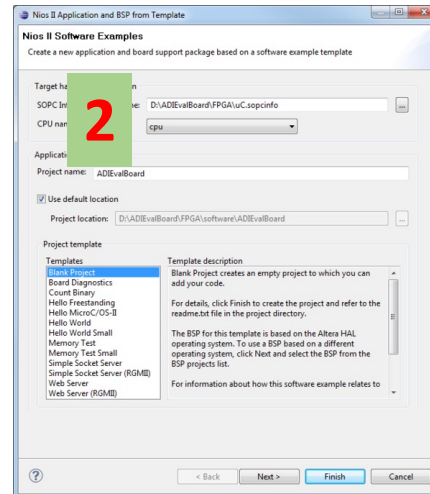 Nios II Application and BSP from Template
Nios II Software Examples
Create a new application and board support package based on a software example template
Target ha
n
2
SOPC In
e: D:\ADIEvalBoard\FPGA\uC.sopcinfo
...
CPU nam
cpu
Applicati
Project name: ADIEvalBoard
Use default location
Project location: D:\ADIEvalBoard\FPGA\software\ADIEvalBoard
...
Project template
Templates
Blank Project
Board Diagnostics
Count Binary
Hello Freestanding
Hello MicroC/OS-II
Hello World
Hello World Small
Memory Test
Memory Test Small
Simple Socket Server
Simple Socket Server (RGMII)
Web Server
Web Server (RGMII)
Template description
Blank Project creates an empty project to which you can
add your code.
For details, click Finish to create the project and refer to the
readme.txt file in the project directory.
The BSP for this template is based on the Altera HAL
operating system. To use a BSP based on a different
operating system, click Next and select the BSP from the
BSP projects list.
For information about how this software example relates to
?
< Back
Next >
Finish
Cancel